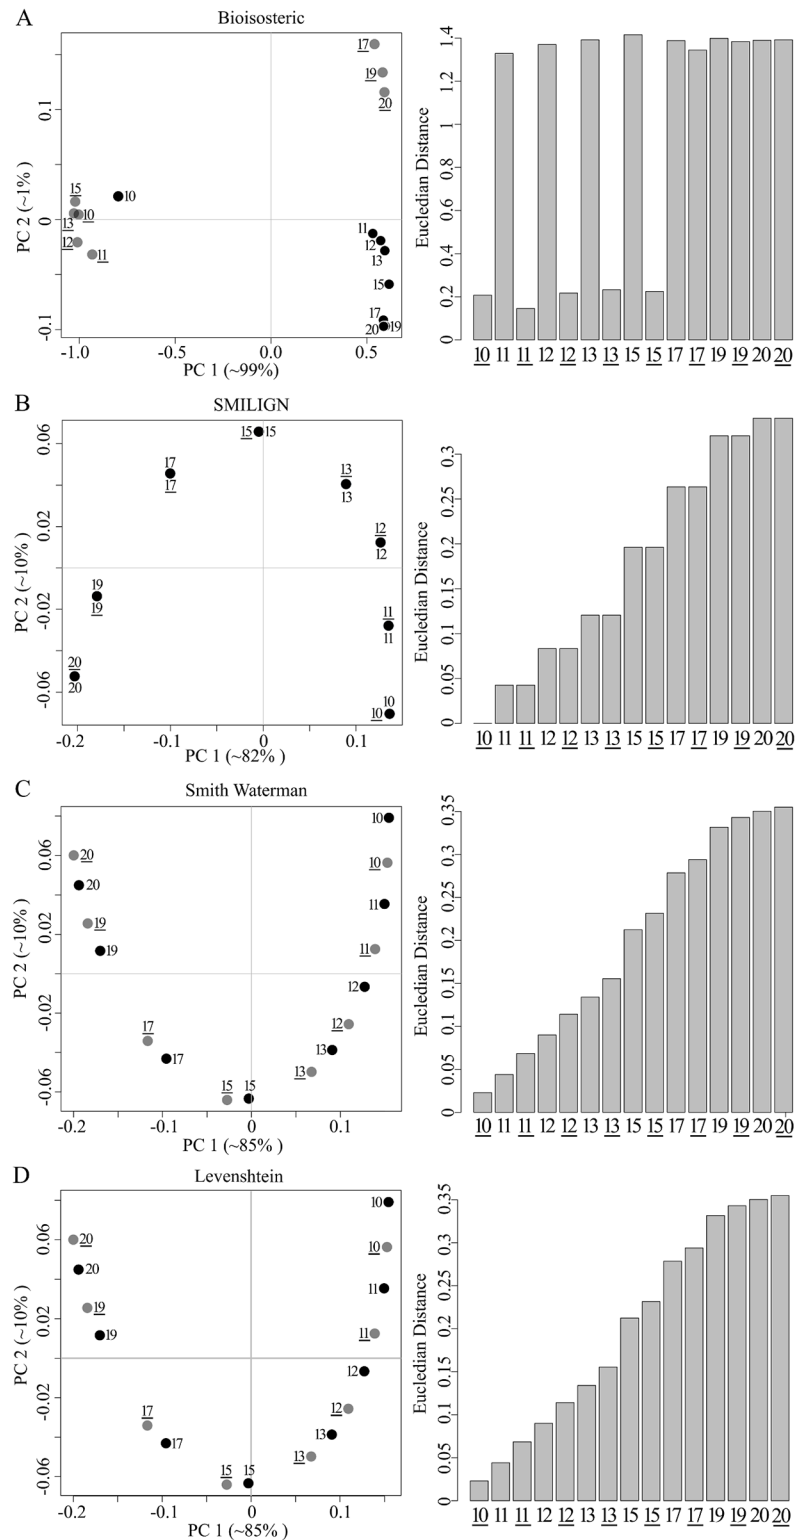 A
Bioisosteric
17
19
20
15
10
13
10
12
11
11
12
13
15
17
20 19
0.1
0
-0.1
PC 2 (~1% )
-1.0 -0.5 0.0 0.5
PC 1 (~99%)
Eucledian Distance
0 0.2 0.4 0.6 0.8 1 1.2 1.4
10 11 11 12 12 13 13 15 15 17 17 19 19 20 20
B
SMILIGN
15 15
17
17
13
13
12
12
19
19
11
11
20
20
10
10
0.06
0.02
-0.02
-0.06
PC 2 (~10% )
-0.2 -0.1 0 0.1
PC 1 (~82% )
Eucledian Distance
0 0.05 0.1 0.15 0.2 0.25 0.3
10 11 11 12 12 13 13 15 15 17 17 19 19 20 20
C
Smith Waterman
10
20
10
20
11
19
19
11
12
17
12
17
13
13
15 15
0.06
0.02
-0.02
-0.06
PC 2 (~10% )
-0.2 -0.1 0 0.1
PC 1 (~85% )
Eucledian Distance
0 0.05 0.1 0.15 0.2 0.25 0.3 0.35
10 11 11 12 12 13 13 15 15 17 17 19 19 20 20
D
Levenshtein
10
20
10
20
11
19
19
11
12
17
12
17
13
13
15 15
0.06
0.02
-0.02
-0.06
PC 2 (~10% )
-0.2 -0.1 0 0.1
PC 1 (~85% )
Eucledian Distance
0 0.05 0.1 0.15 0.2 0.25 0.3 0.35
10 11 11 12 12 13 13 15 15 17 17 19 19 20 20